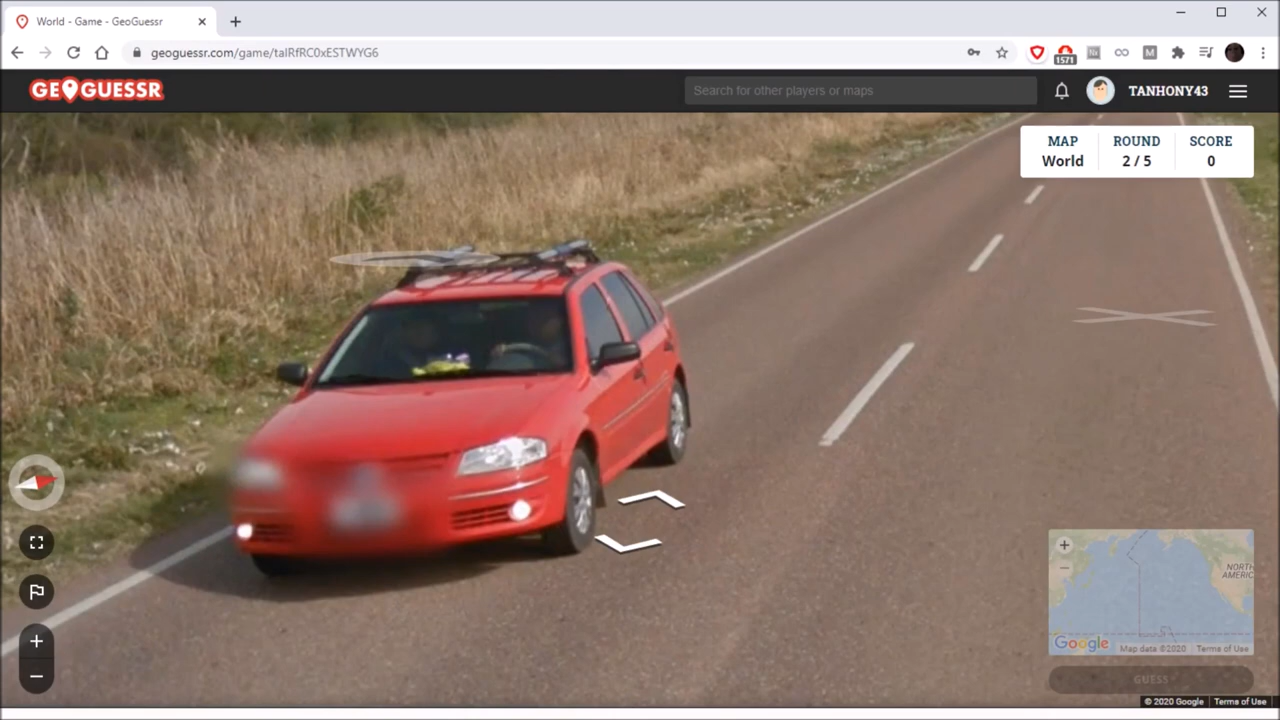 World - Game - GeoGuessr
geoguessr.com/game/talRfRC0xESTWYG6
1571
M
GEOGUESSR
Search for other players or maps
TANHONY43
MAP ROUND SCORE
World 2 / 5 0
NORTH
AMERIC
Google Map data ©2020 Terms of Use
GUESS
© 2020 Google Terms of Use